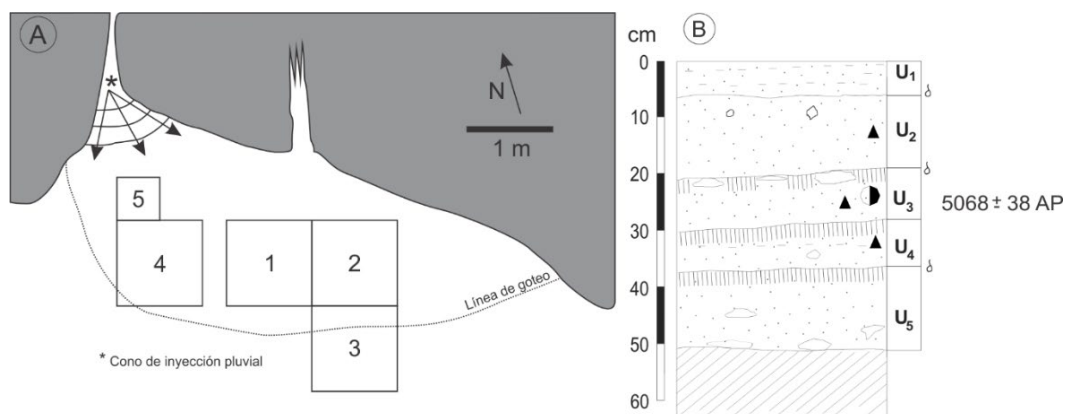 A
*
N
1 m
5
4
1
2
3
Línea de goteo
* Cono de inyección pluvial
cm
B
0
10
20
30
40
50
60
U1
U2
U3
U4
U5
5068 ± 38 AP